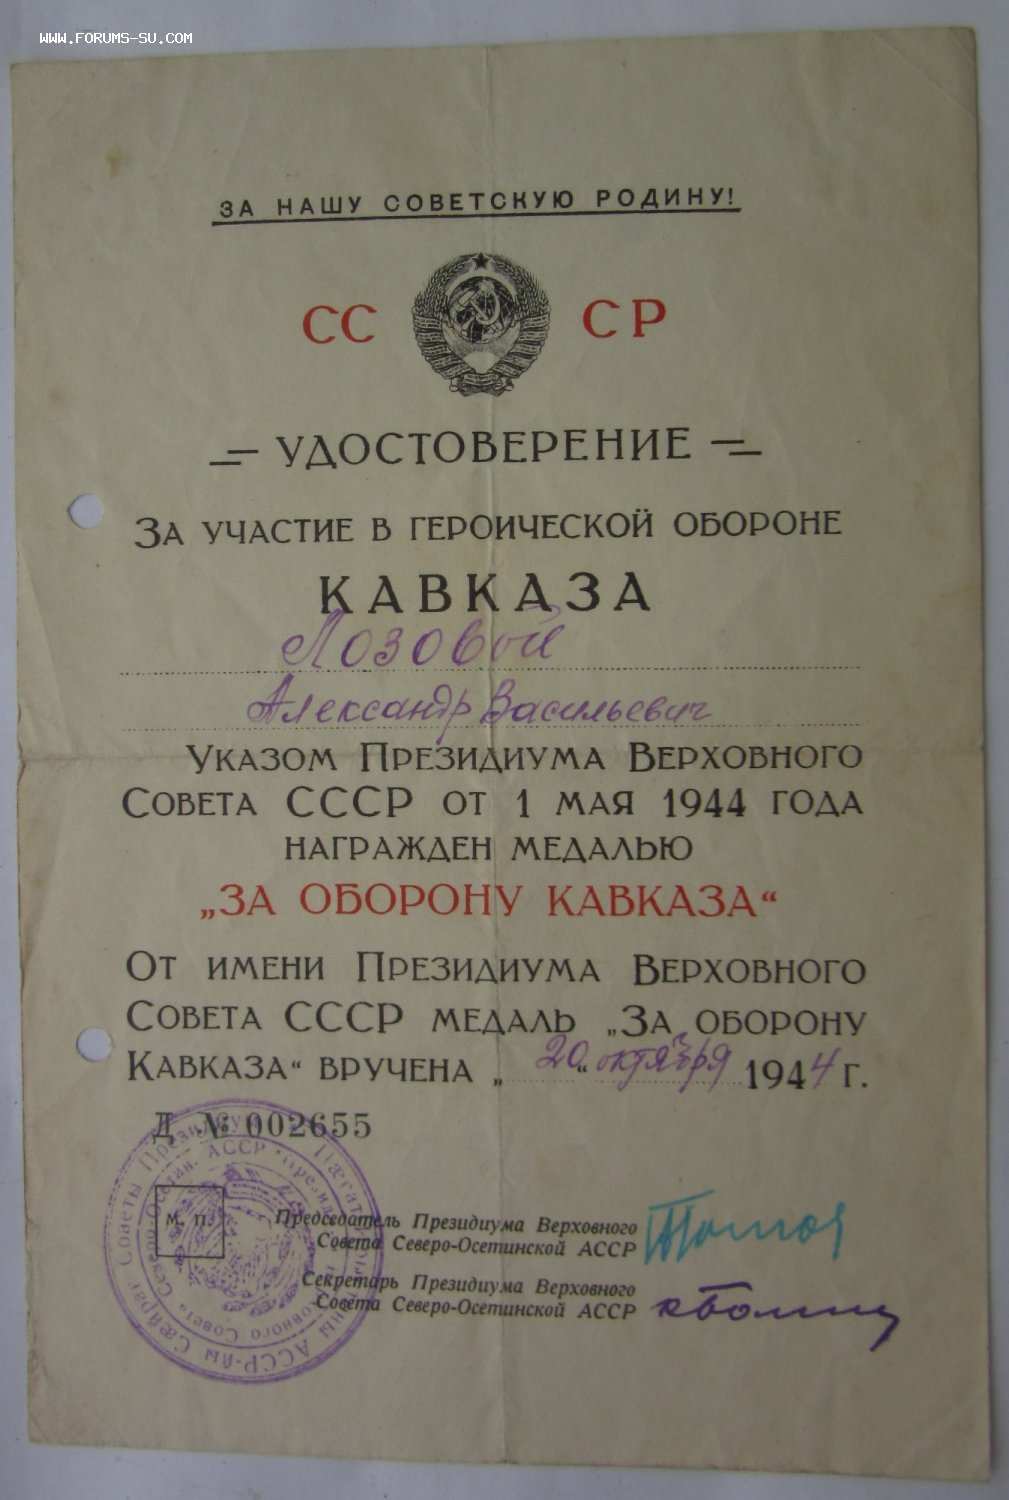 WWW.FORUMS-SU.COM
ЗА НАШУ СОВЕТСКУЮ РОДИНУ!
СС СР
УДОСТОВЕРЕНИЕ
ЗА УЧАСТИЕ В ГЕРОИЧЕСКОЙ ОБОРОНЕ
КАВКАЗА
Лозовой
Александр Васильевич
УКАЗОМ ПРЕЗИДИУМА ВЕРХОВНОГО
СОВЕТА СССР ОТ 1 МАЯ 1944 ГОДА
НАГРАЖДЕН МЕДАЛЬЮ
„ЗА ОБОРОНУ КАВКАЗА“
ОТ ИМЕНИ ПРЕЗИДИУМА ВЕРХОВНОГО
СОВЕТА СССР МЕДАЛЬ „ЗА ОБОРОНУ
КАВКАЗА“ ВРУЧЕНА „20“ октября 1944 Г.
Д № 002655
М. П.
Председатель Президиума Верховного
Совета Северо-Осетинской АССР
Секретарь Президиума Верховного
Совета Северо-Осетинской АССР